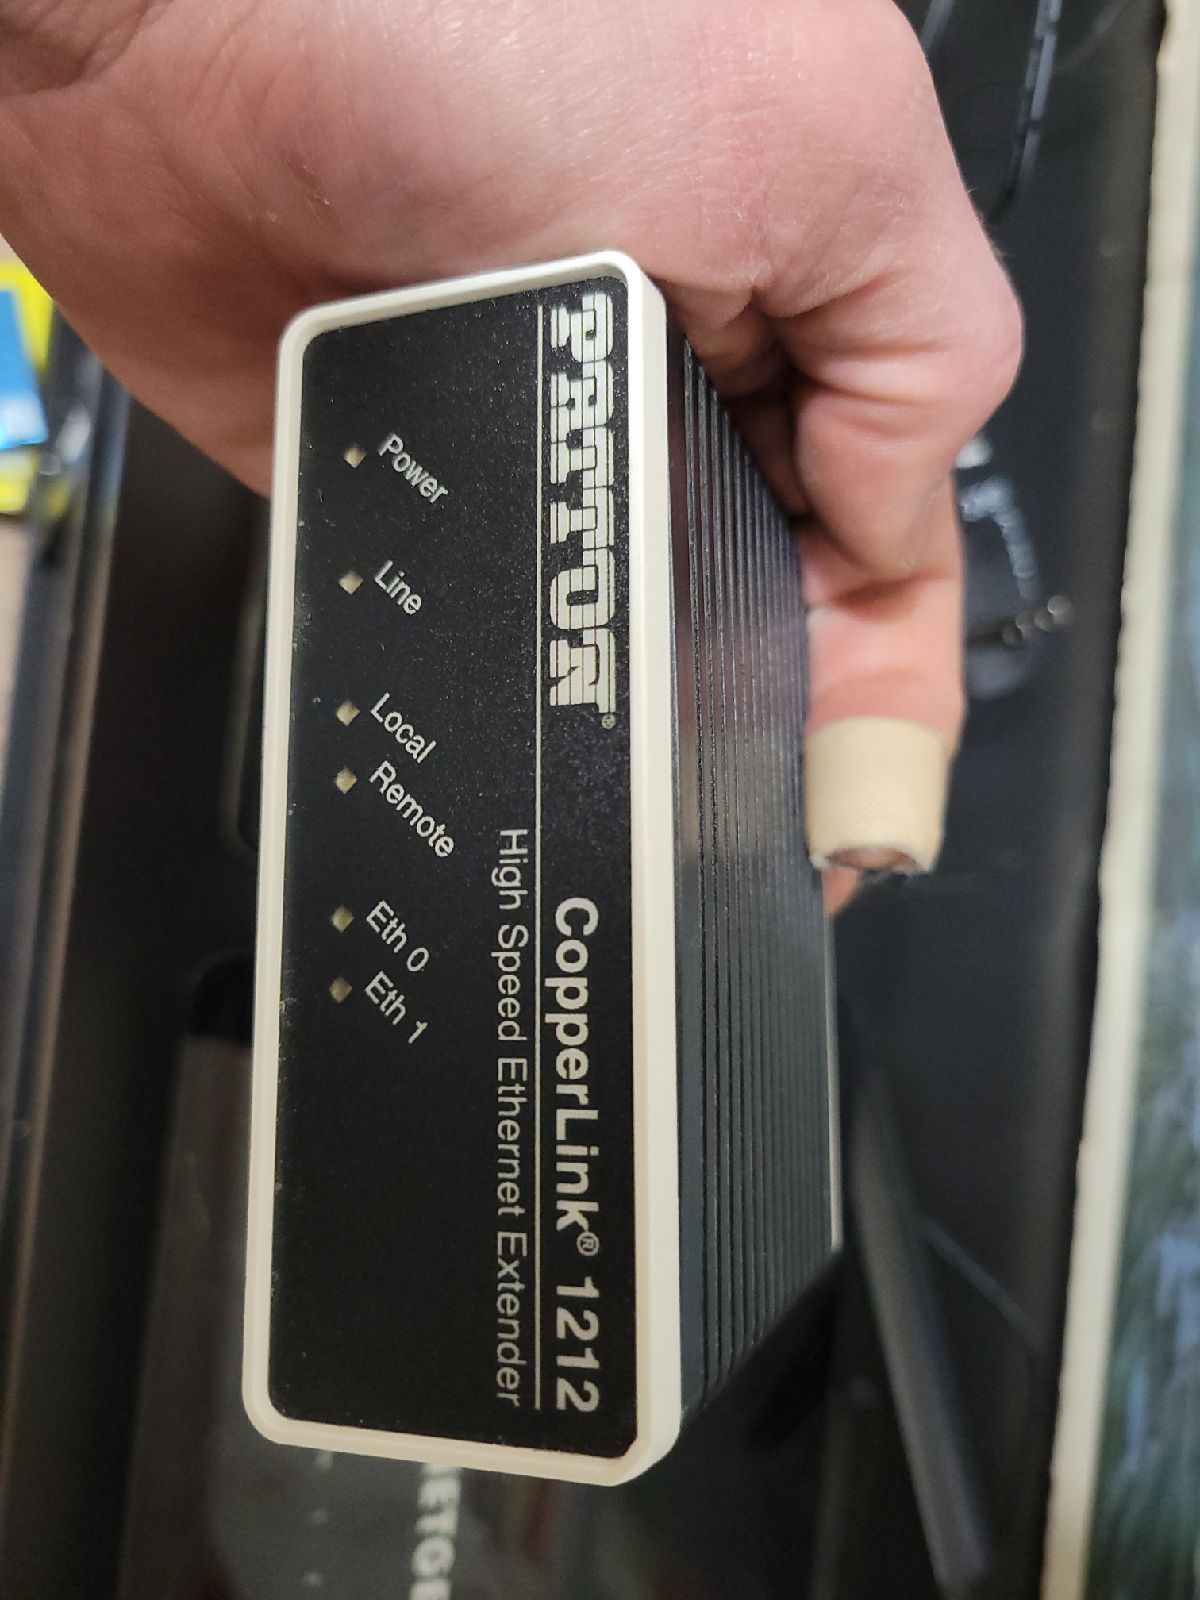 PATTON®
CopperLink® 1212
High Speed Ethernet Extender
Power
Line
Local
Remote
Eth 0
Eth 1